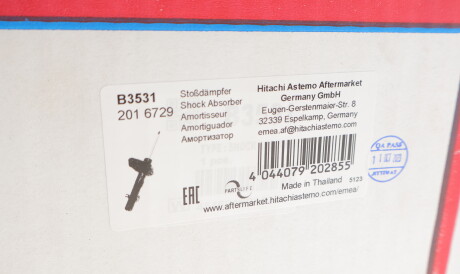 B3531
201 6729
Stoßdämpfer
Shock Absorber
Amortisseur
Amortiguador
Амортизатор
Hitachi Astemo Aftermarket
Germany GmbH
Eugen-Gerstenmaier-Str. 8
32339 Espelkamp, Germany
emea.af@hitachiastemo.com
4 044079 202855
EAC
Made in Thailand
5123
www.aftermarket.hitachiastemo.com/emea/
QA PASS